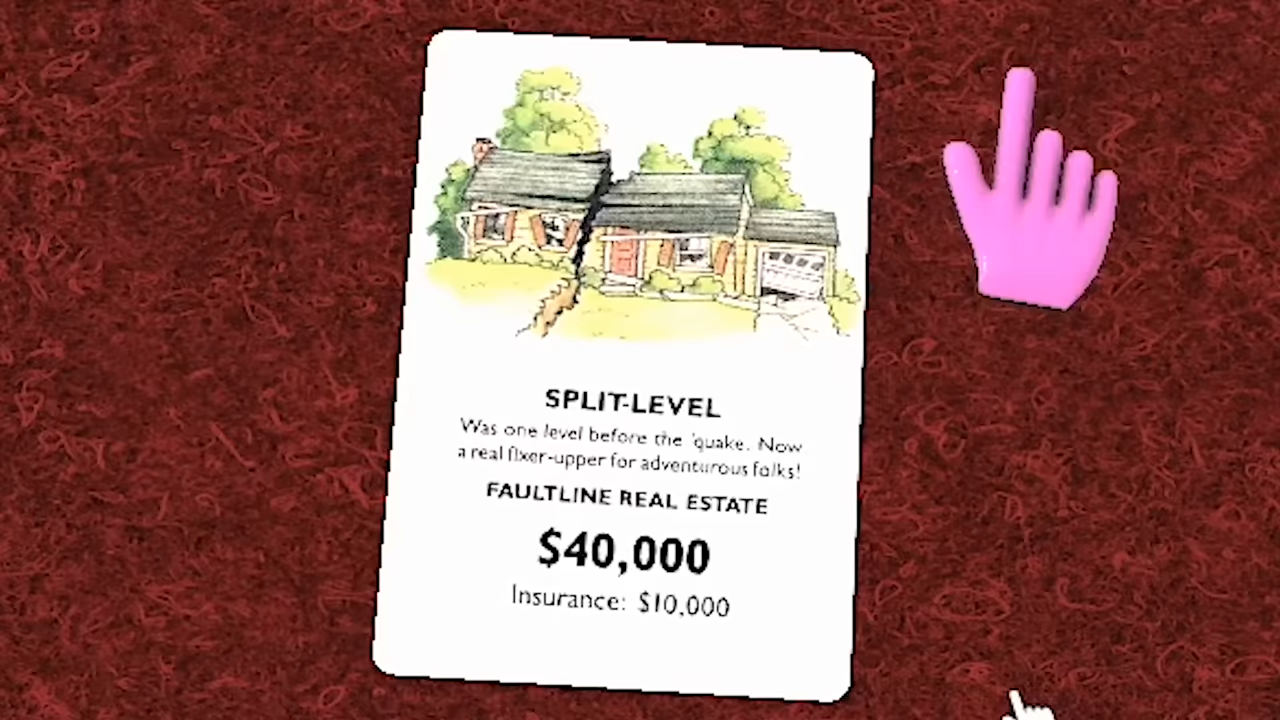 SPLIT-LEVEL
Was one level before the 'quake. Now
a real fixer-upper for adventurous folks!
FAULTLINE REAL ESTATE
$40,000
Insurance: $10,000